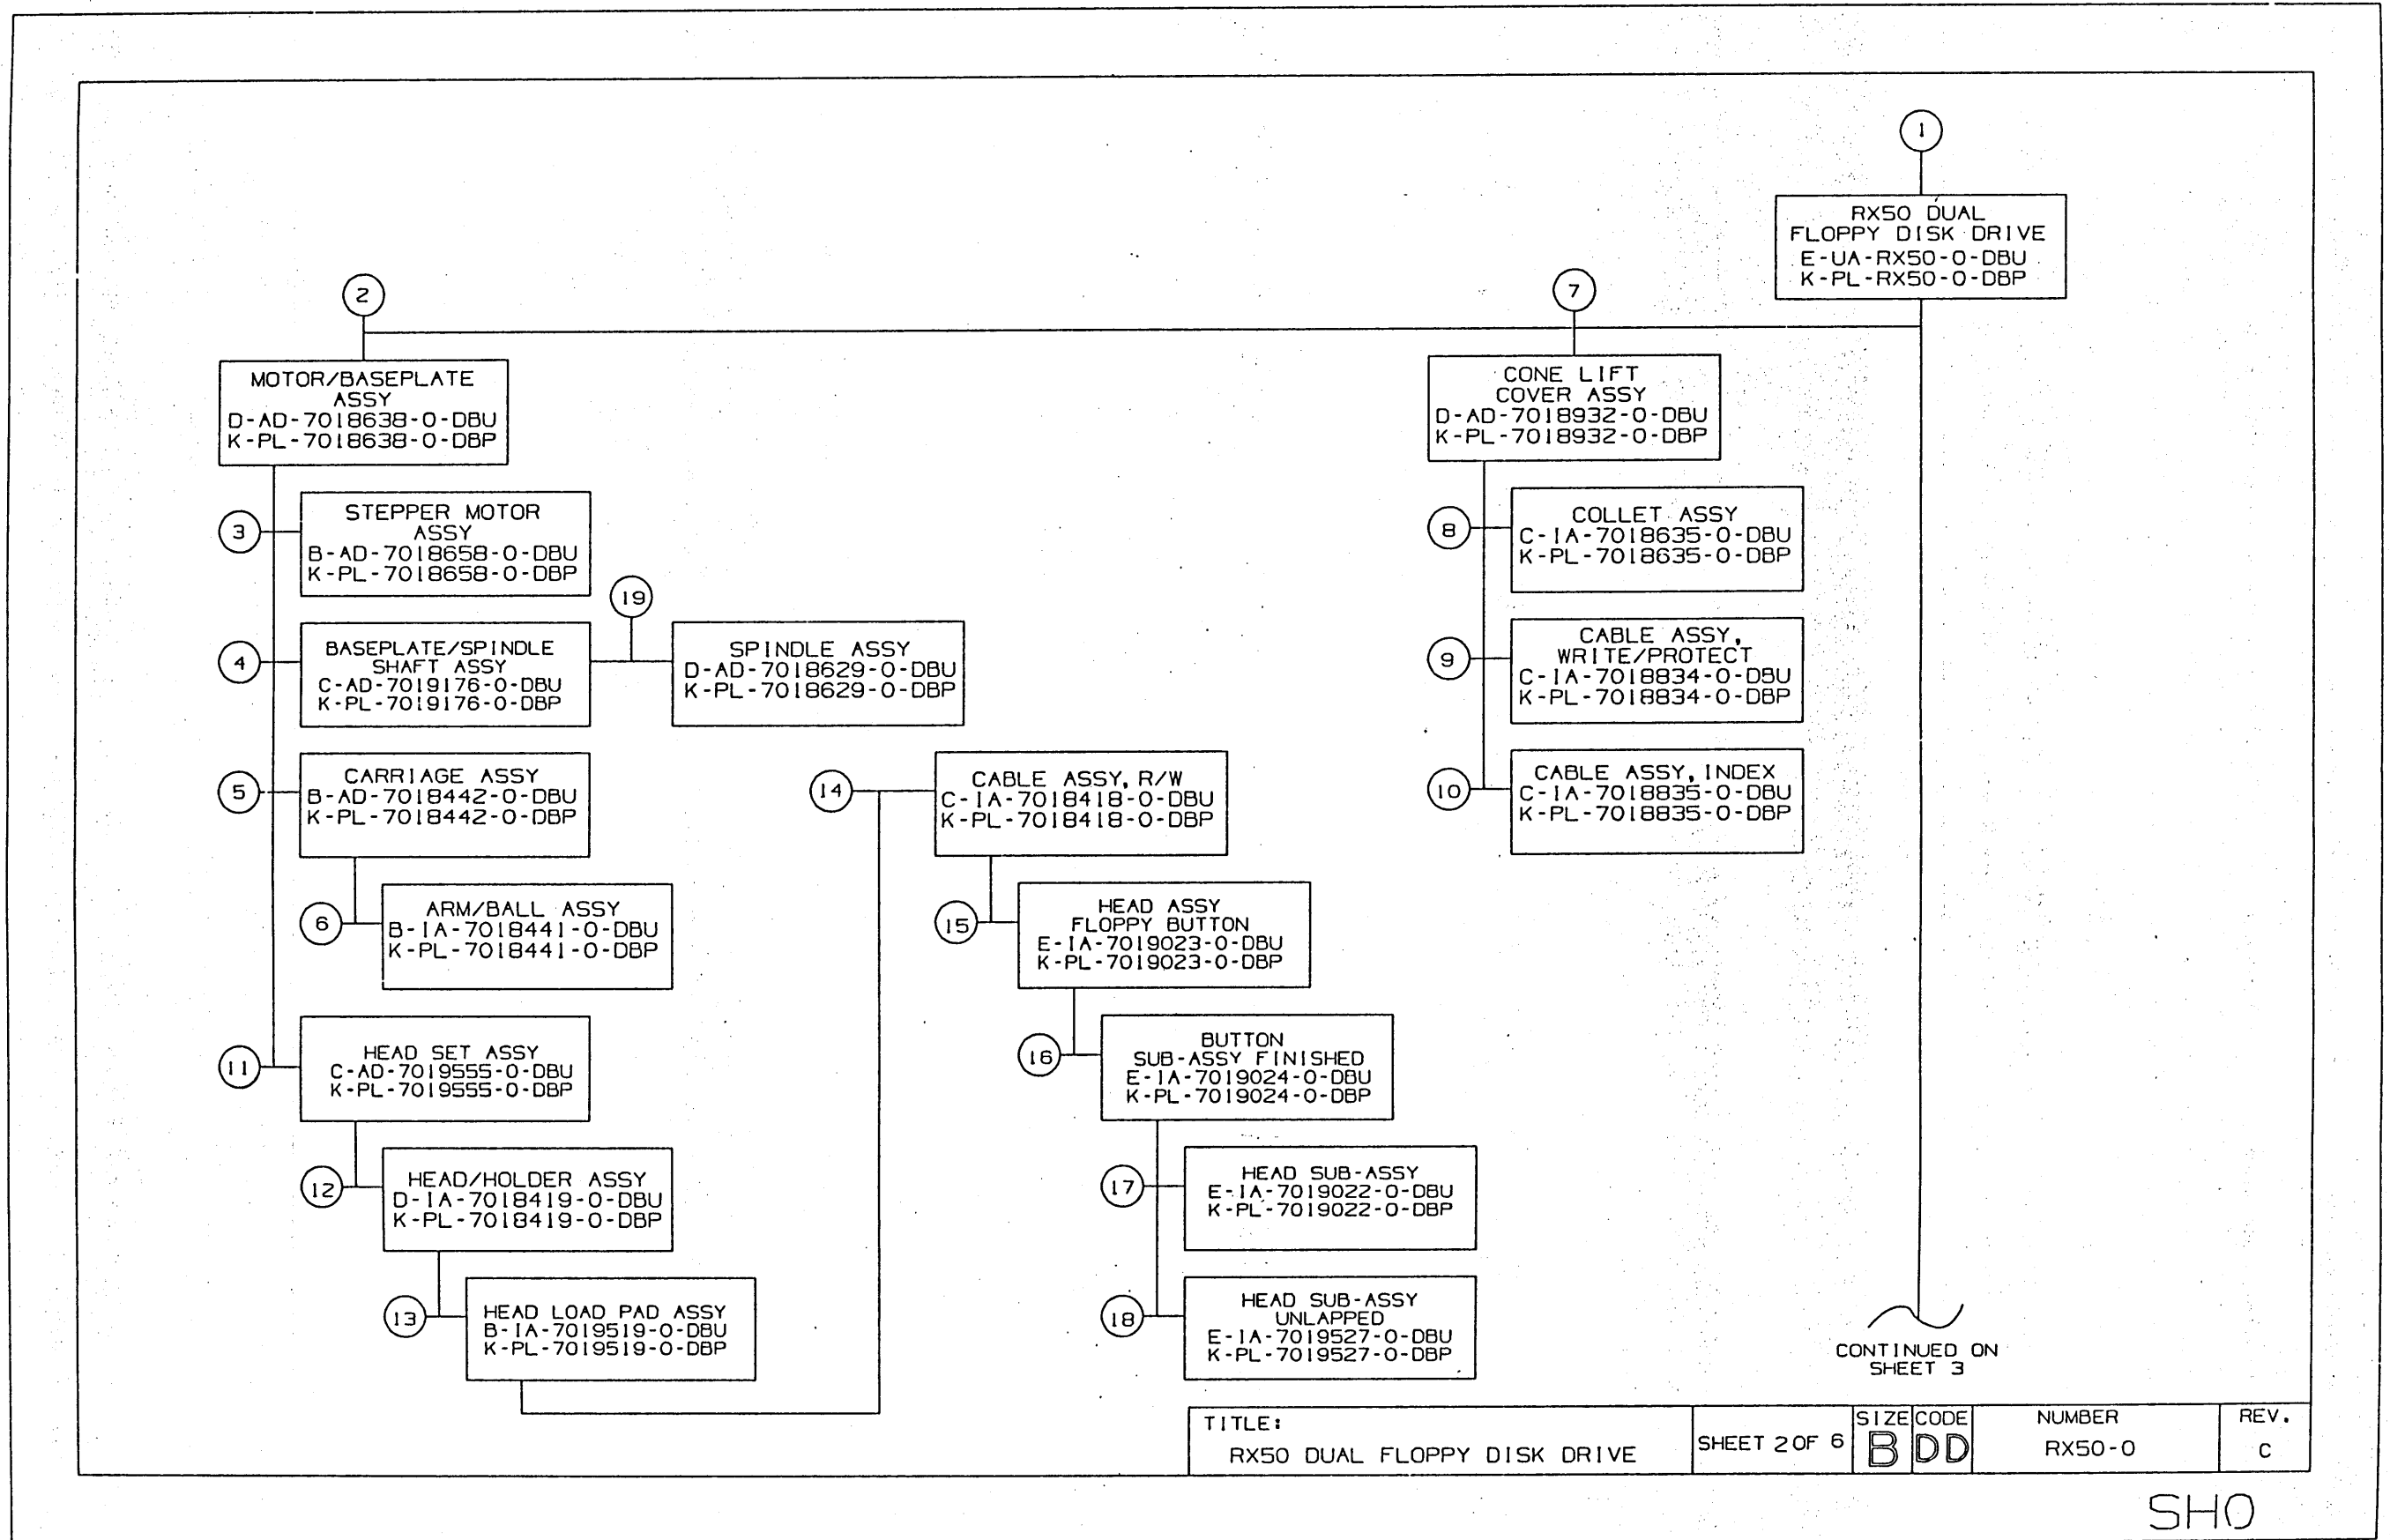 1
RX50 DUAL
FLOPPY DISK DRIVE
E-UA-RX50-0-DBU
K-PL-RX50-0-DBP
2
MOTOR/BASEPLATE
ASSY
D-AD-7018638-0-DBU
K-PL-7018638-0-DBP
3
STEPPER MOTOR
ASSY
B-AD-7018658-0-DBU
K-PL-7018658-0-DBP
4
BASEPLATE/SPINDLE
SHAFT ASSY
C-AD-7019176-0-DBU
K-PL-7019176-0-DBP
19
SPINDLE ASSY
D-AD-7018629-0-DBU
K-PL-7018629-0-DBP
5
CARRIAGE ASSY
B-AD-7018442-0-DBU
K-PL-7018442-0-DBP
6
ARM/BALL ASSY
B-IA-7018441-0-DBU
K-PL-7018441-0-DBP
11
HEAD SET ASSY
C-AD-7019555-0-DBU
K-PL-7019555-0-DBP
12
HEAD/HOLDER ASSY
D-IA-7018419-0-DBU
K-PL-7018419-0-DBP
13
HEAD LOAD PAD ASSY
B-IA-7019519-0-DBU
K-PL-7019519-0-DBP
14
CABLE ASSY, R/W
C-IA-7018418-0-DBU
K-PL-7018418-0-DBP
15
HEAD ASSY
FLOPPY BUTTON
E-IA-7019023-0-DBU
K-PL-7019023-0-DBP
16
BUTTON
SUB-ASSY FINISHED
E-IA-7019024-0-DBU
K-PL-7019024-0-DBP
17
HEAD SUB-ASSY
E-IA-7019022-0-DBU
K-PL-7019022-0-DBP
18
HEAD SUB-ASSY
UNLAPPED
E-IA-7019527-0-DBU
K-PL-7019527-0-DBP
7
CONE LIFT
COVER ASSY
D-AD-7018932-0-DBU
K-PL-7018932-0-DBP
8
COLLET ASSY
C-IA-7018635-0-DBU
K-PL-7018635-0-DBP
9
CABLE ASSY,
WRITE/PROTECT
C-IA-7018834-0-DBU
K-PL-7018834-0-DBP
10
CABLE ASSY, INDEX
C-IA-7018835-0-DBU
K-PL-7018835-0-DBP
CONTINUED ON
SHEET 3
TITLE:
RX50 DUAL FLOPPY DISK DRIVE
SHEET 2 OF 6
SIZE
B
CODE
DD
NUMBER
RX50-0
REV.
C
SHO